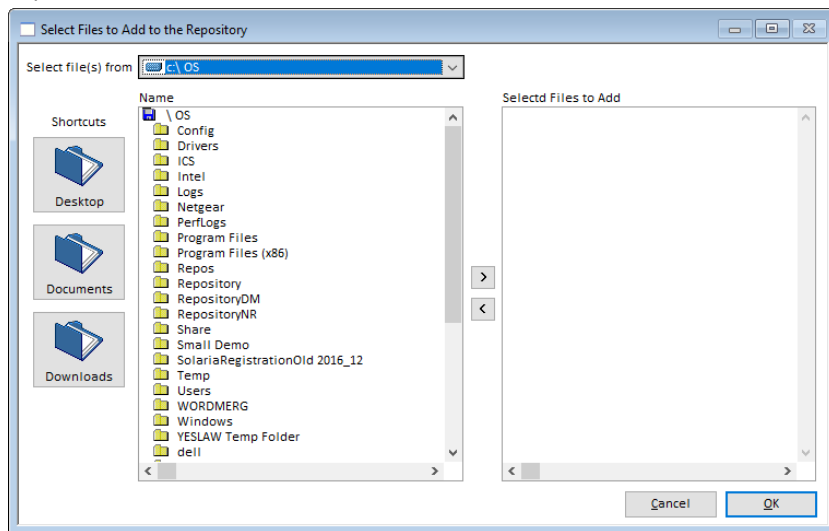 Select Files to Add to the Repository
Select file(s) from c:\ OS
Name
Selectd Files to Add
Shortcuts
Desktop
Documents
Downloads
\ OS
Config
Drivers
ICS
Intel
Logs
Netgear
PerfLogs
Program Files
Program Files (x86)
Repos
Repository
RepositoryDM
RepositoryNR
Share
Small Demo
SolariaRegistrationOld 2016_12
Temp
Users
WORDMERG
Windows
YESLAW Temp Folder
dell
>
<
Cancel
OK